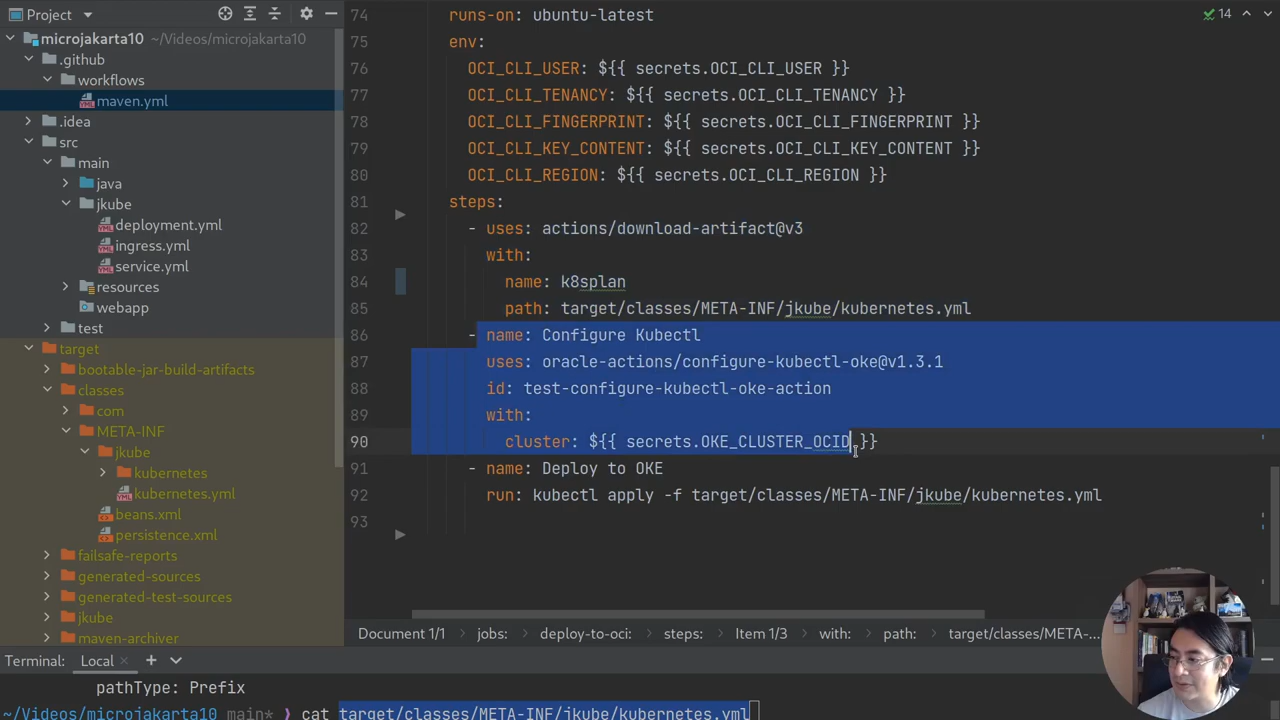 Project
microjakarta10 ~/Videos/microjakarta10
.github
workflows
maven.yml
.idea
src
main
java
jkube
deployment.yml
ingress.yml
service.yml
resources
webapp
test
target
bootable-jar-build-artifacts
classes
com
META-INF
jkube
kubernetes
kubernetes.yml
beans.xml
persistence.xml
failsafe-reports
generated-sources
generated-test-sources
jkube
maven-archiver
14
74 runs-on: ubuntu-latest
75 env:
76 OCI_CLI_USER: ${{ secrets.OCI_CLI_USER }}
77 OCI_CLI_TENANCY: ${{ secrets.OCI_CLI_TENANCY }}
78 OCI_CLI_FINGERPRINT: ${{ secrets.OCI_CLI_FINGERPRINT }}
79 OCI_CLI_KEY_CONTENT: ${{ secrets.OCI_CLI_KEY_CONTENT }}
80 OCI_CLI_REGION: ${{ secrets.OCI_CLI_REGION }}
81 steps:
82 - uses: actions/download-artifact@v3
83 with:
84 name: k8splan
85 path: target/classes/META-INF/jkube/kubernetes.yml
86 - name: Configure Kubectl
87 uses: oracle-actions/configure-kubectl-oke@v1.3.1
88 id: test-configure-kubectl-oke-action
89 with:
90 cluster: ${{ secrets.OKE_CLUSTER_OCID }}
91 - name: Deploy to OKE
92 run: kubectl apply -f target/classes/META-INF/jkube/kubernetes.yml
93
Document 1/1 › jobs: › deploy-to-oci: › steps: › Item 1/3 › with: › path: › target/classes/META-...
Terminal: Local
pathType: Prefix
~/Videos/microjakarta10 main* ❯ cat target/classes/META-INF/jkube/kubernetes.yml